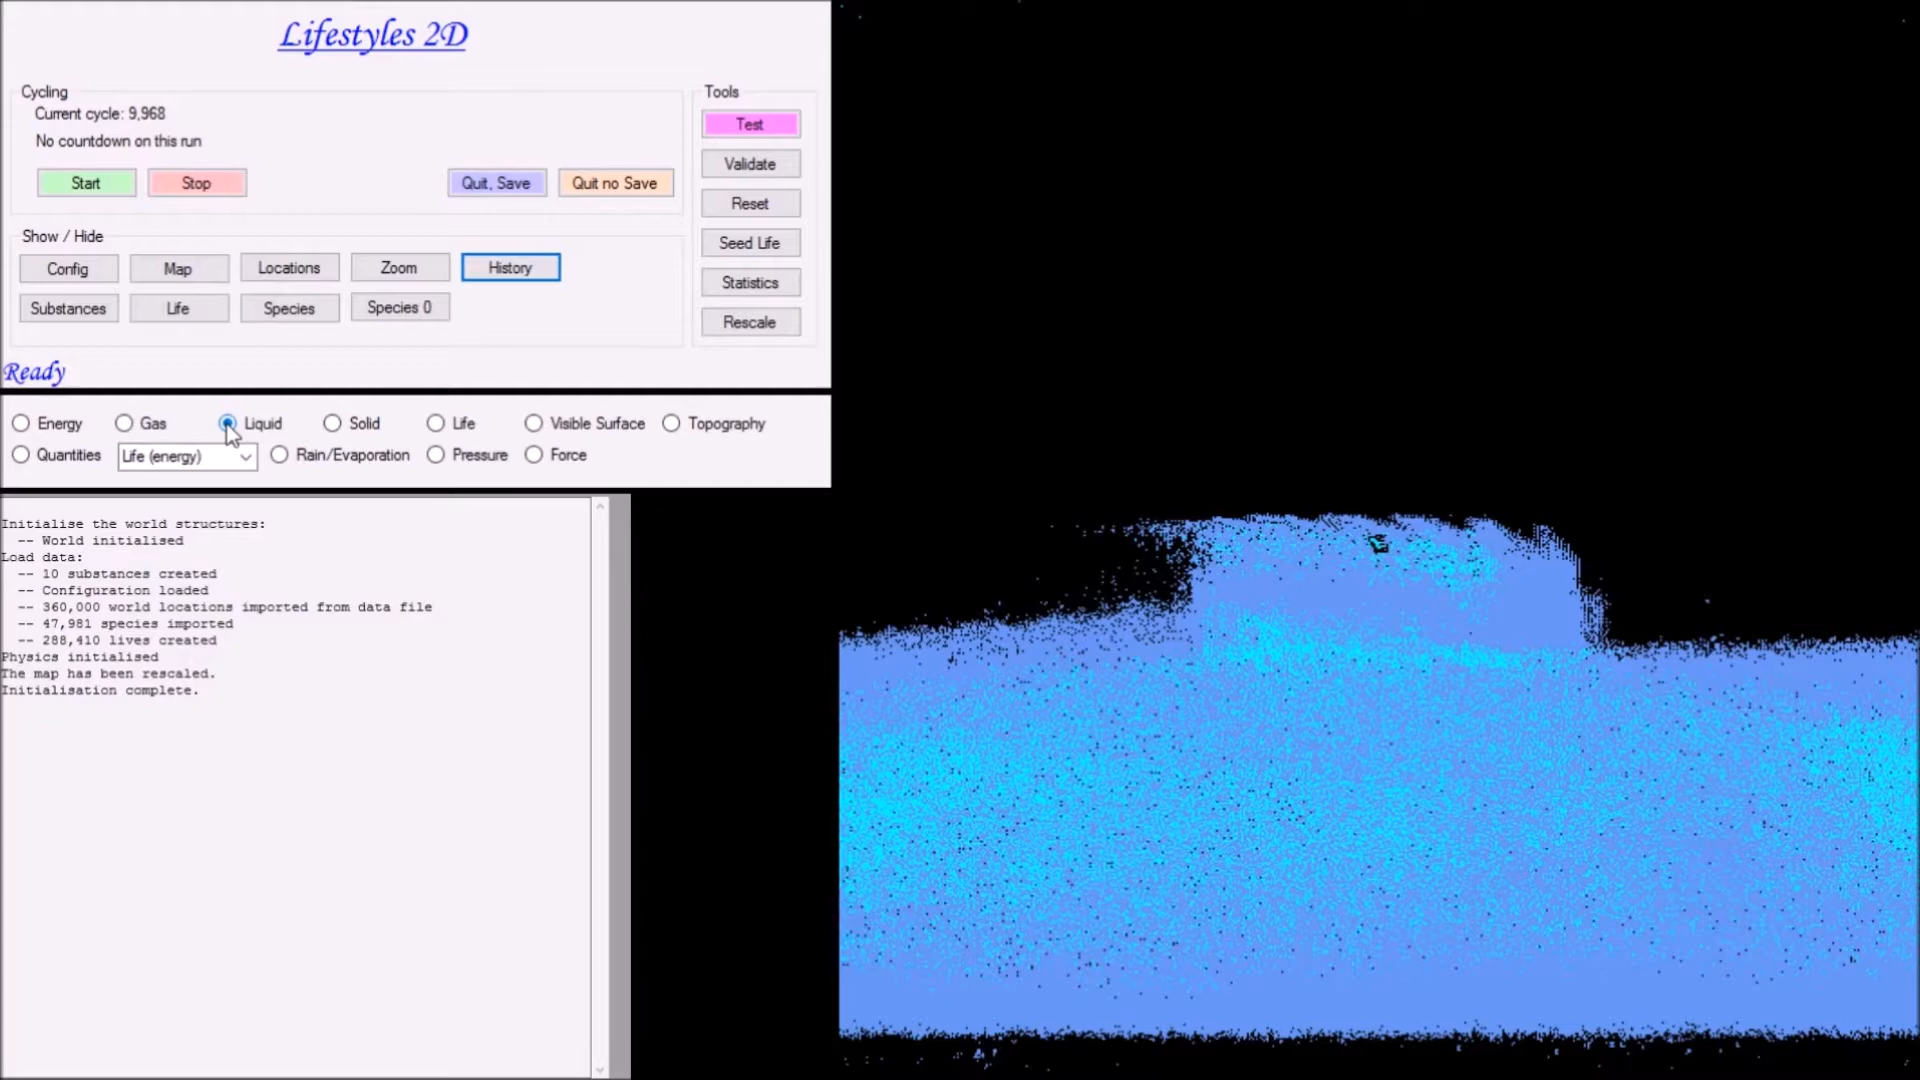 Lifestyles 2D
Cycling
Current cycle: 9,968
No countdown on this run
Start Stop Quit, Save Quit no Save
Tools
Test
Validate
Reset
Seed Life
Statistics
Rescale
Show / Hide
Config Map Locations Zoom History
Substances Life Species Species 0
Ready
Energy Gas Liquid Solid Life Visible Surface Topography
Quantities Life (energy) Rain/Evaporation Pressure Force
Initialise the world structures:
-- World initialised
Load data:
-- 10 substances created
-- Configuration loaded
-- 360,000 world locations imported from data file
-- 47,981 species imported
-- 288,410 lives created
Physics initialised
The map has been rescaled.
Initialisation complete.